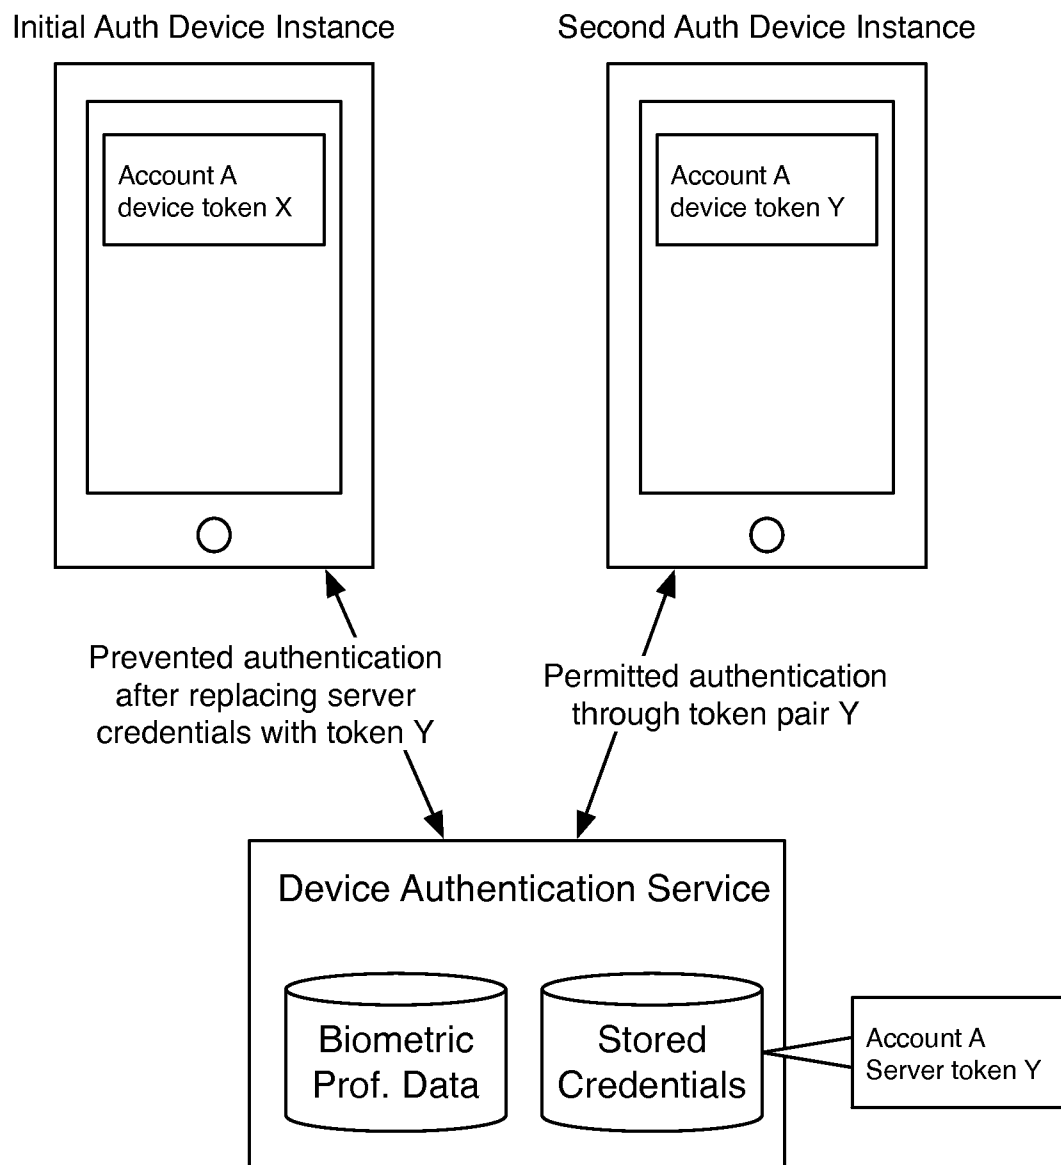 Initial Auth Device Instance
Second Auth Device Instance
Account A
device token X
Account A
device token Y
Prevented authentication
after replacing server
credentials with token Y
Permitted authentication
through token pair Y
Device Authentication Service
Biometric
Prof. Data
Stored
Credentials
Account A
Server token Y